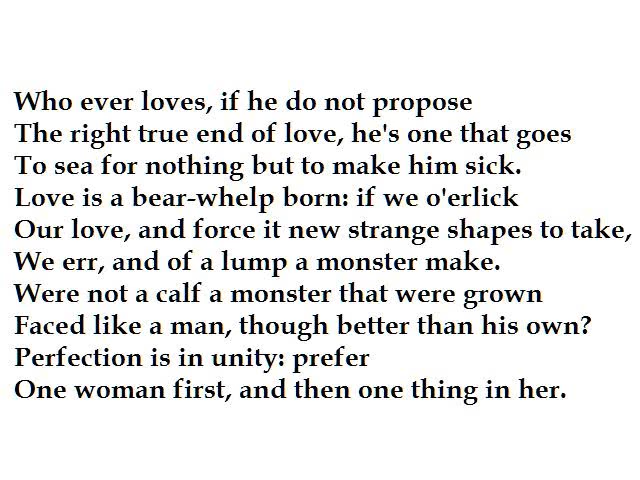 Who ever loves, if he do not propose
The right true end of love, he's one that goes
To sea for nothing but to make him sick.
Love is a bear-whelp born: if we o'erlick
Our love, and force it new strange shapes to take,
We err, and of a lump a monster make.
Were not a calf a monster that were grown
Faced like a man, though better than his own?
Perfection is in unity: prefer
One woman first, and then one thing in her.